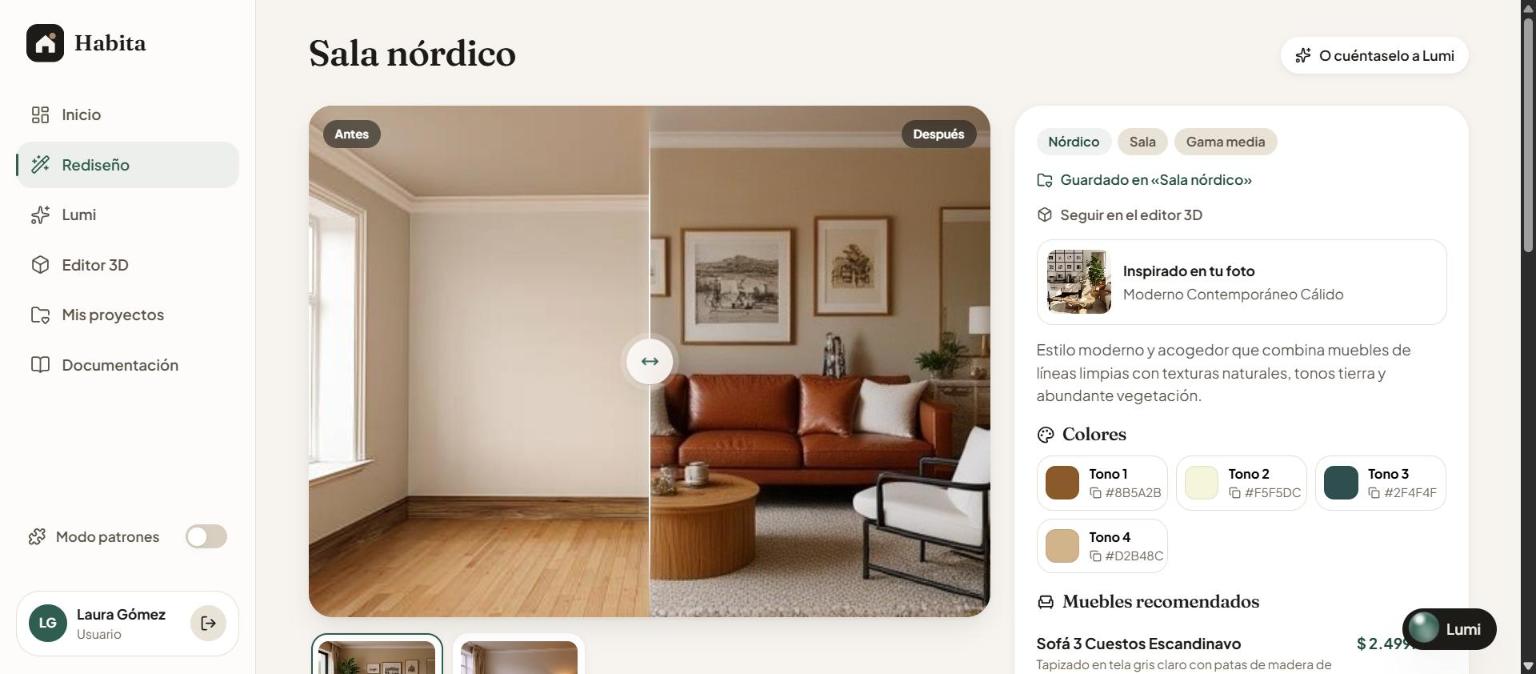 Habita
Inicio
Rediseño
Lumi
Editor 3D
Mis proyectos
Documentación
Modo patrones
LG
Laura Gómez
Usuario
Sala nórdico
O cuéntaselo a Lumi
Antes
Después
Nórdico
Sala
Gama media
Guardado en «Sala nórdico»
Seguir en el editor 3D
Inspirado en tu foto
Moderno Contemporáneo Cálido
Estilo moderno y acogedor que combina muebles de
líneas limpias con texturas naturales, tonos tierra y
abundante vegetación.
Colores
Tono 1
#8B5A2B
Tono 2
#F5F5DC
Tono 3
#2F4F4F
Tono 4
#D2B48C
Muebles recomendados
Sofá 3 Cuestos Escandinavo
$ 2.499
Tapizado en tela gris claro con patas de madera de
Lumi